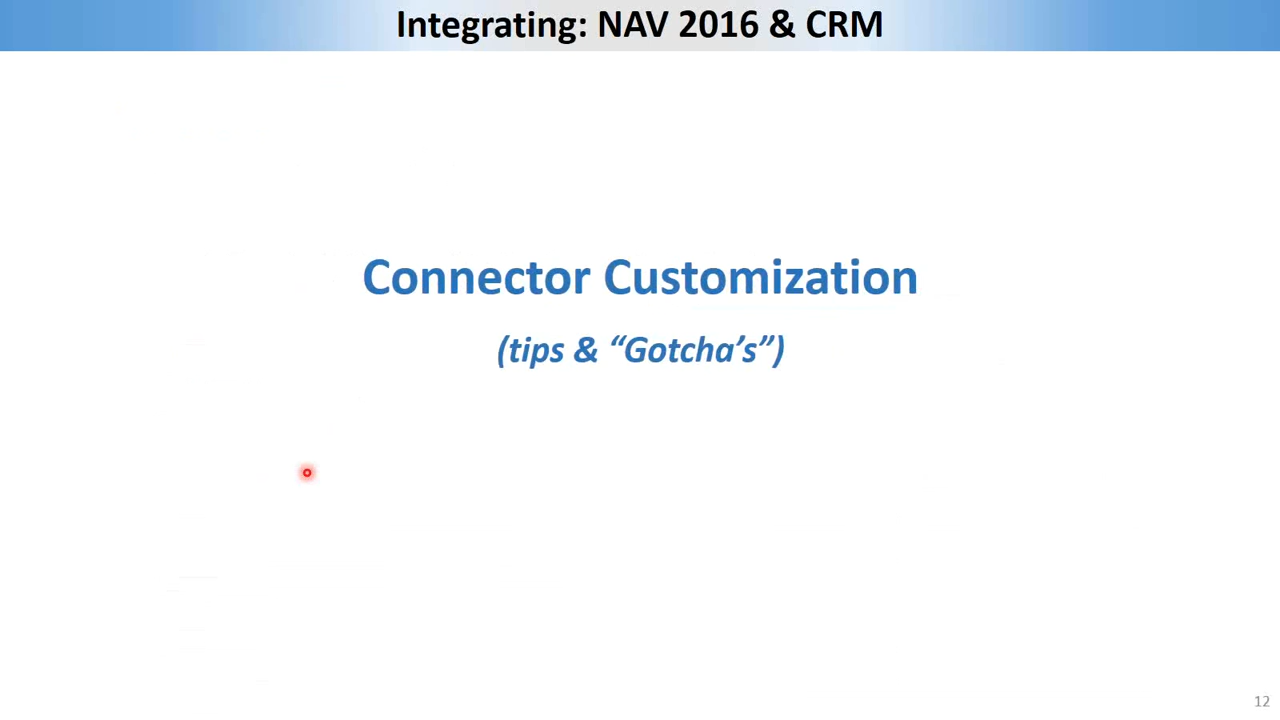 Integrating: NAV 2016 & CRM
Connector Customization
(tips & “Gotcha’s”)
12